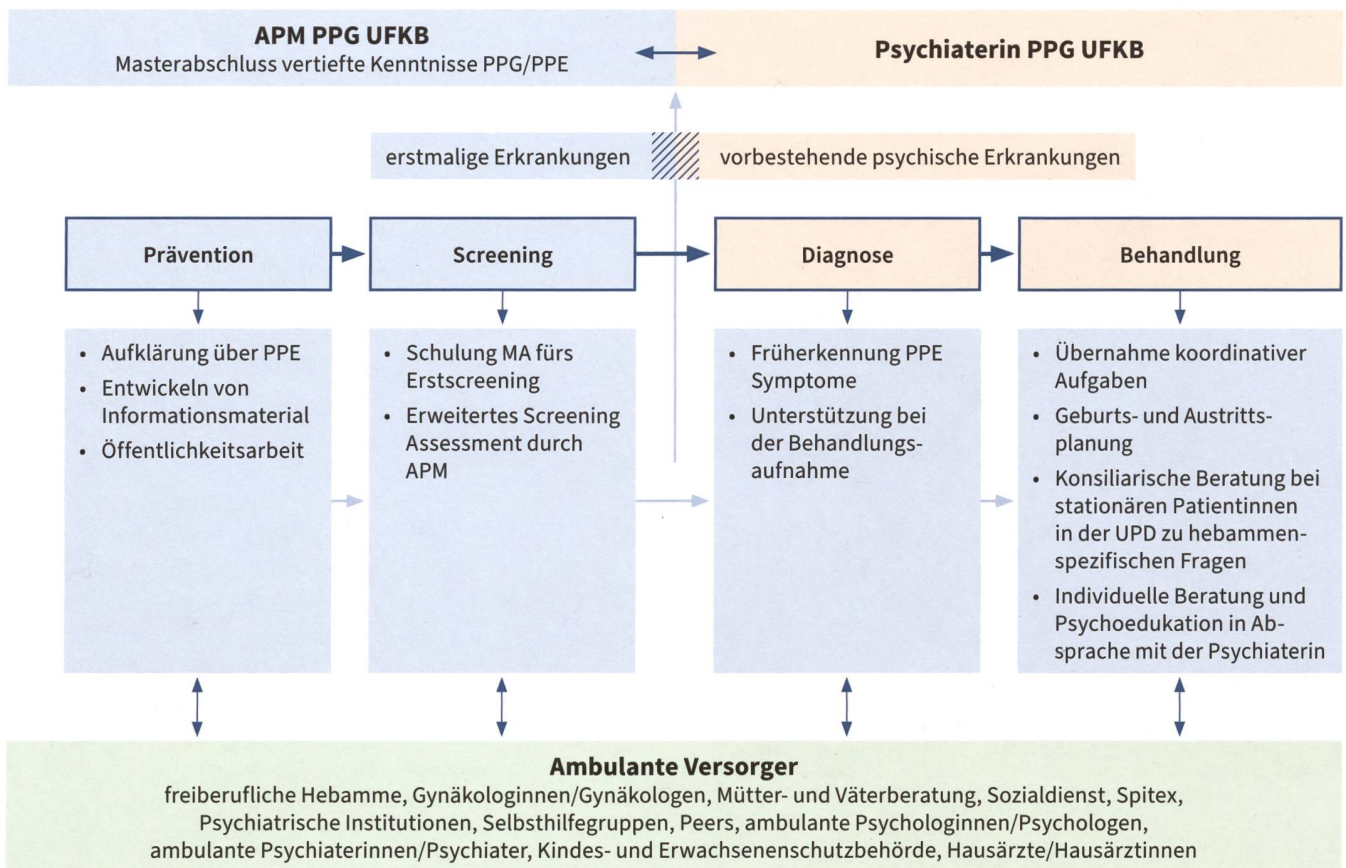 APM PPG UFKB
Masterabschluss vertiefte Kenntnisse PPG/PPE
Psychiaterin PPG UFKB
erstmalige Erkrankungen
vorbestehende psychische Erkrankungen
Prävention
Screening
Diagnose
Behandlung
• Aufklärung über PPE
• Entwickeln von
Informationsmaterial
• Öffentlichkeitsarbeit
• Schulung MA fürs
Erstscreening
• Erweitertes Screening
Assessment durch
APM
• Früherkennung PPE
Symptome
• Unterstützung bei
der Behandlungs-
aufnahme
• Übernahme koordinativer
Aufgaben
• Geburts- und Austritts-
planung
• Konsiliarische Beratung bei
stationären Patientinnen
in der UPD zu hebammen-
spezifischen Fragen
• Individuelle Beratung und
Psychoedukation in Ab-
sprache mit der Psychiaterin
Ambulante Versorger
freiberufliche Hebamme, Gynäkologinnen/Gynäkologen, Mütter- und Väterberatung, Sozialdienst, Spitex,
Psychiatrische Institutionen, Selbsthilfegruppen, Peers, ambulante Psychologinnen/Psychologen,
ambulante Psychiaterinnen/Psychiater, Kindes- und Erwachsenenschutzbehörde, Hausärzte/Hausärztinnen